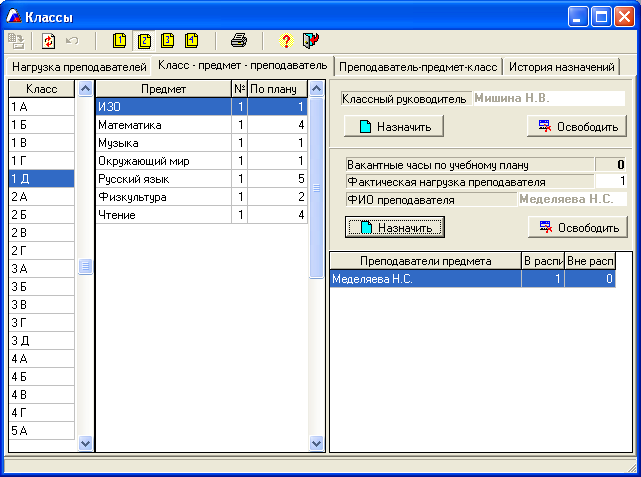 Классы
1 2 3 4 ?
Нагрузка преподавателей Класс - предмет - преподаватель Преподаватель-предмет-класс История назначений
Класс
1 А
1 Б
1 В
1 Г
1 Д
2 А
2 Б
2 В
2 Г
3 А
3 Б
3 В
3 Г
3 Д
4 А
4 Б
4 В
4 Г
5 А
Предмет № По плану
ИЗО 1 1
Математика 1 4
Музыка 1 1
Окружающий мир 1 1
Русский язык 1 5
Физкультура 1 2
Чтение 1 4
Классный руководитель Мишина Н.В.
Назначить Освободить
Вакантные часы по учебному плану 0
Фактическая нагрузка преподавателя 1
ФИО преподавателя Меделяева Н.С.
Назначить Освободить
Преподаватели предмета В распи Вне расп
Меделяева Н.С. 1 0